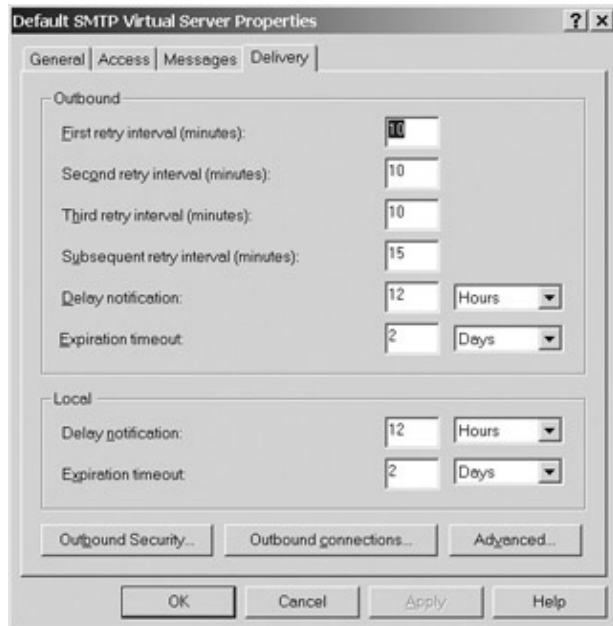 Default SMTP Virtual Server Properties ? ×
General Access Messages Delivery
Outbound
First retry interval (minutes): 10
Second retry interval (minutes): 10
Third retry interval (minutes): 10
Subsequent retry interval (minutes): 15
Delay notification: 12 Hours
Expiration timeout: 2 Days
Local
Delay notification: 12 Hours
Expiration timeout: 2 Days
Outbound Security... Outbound connections... Advanced...
OK Cancel Apply Help